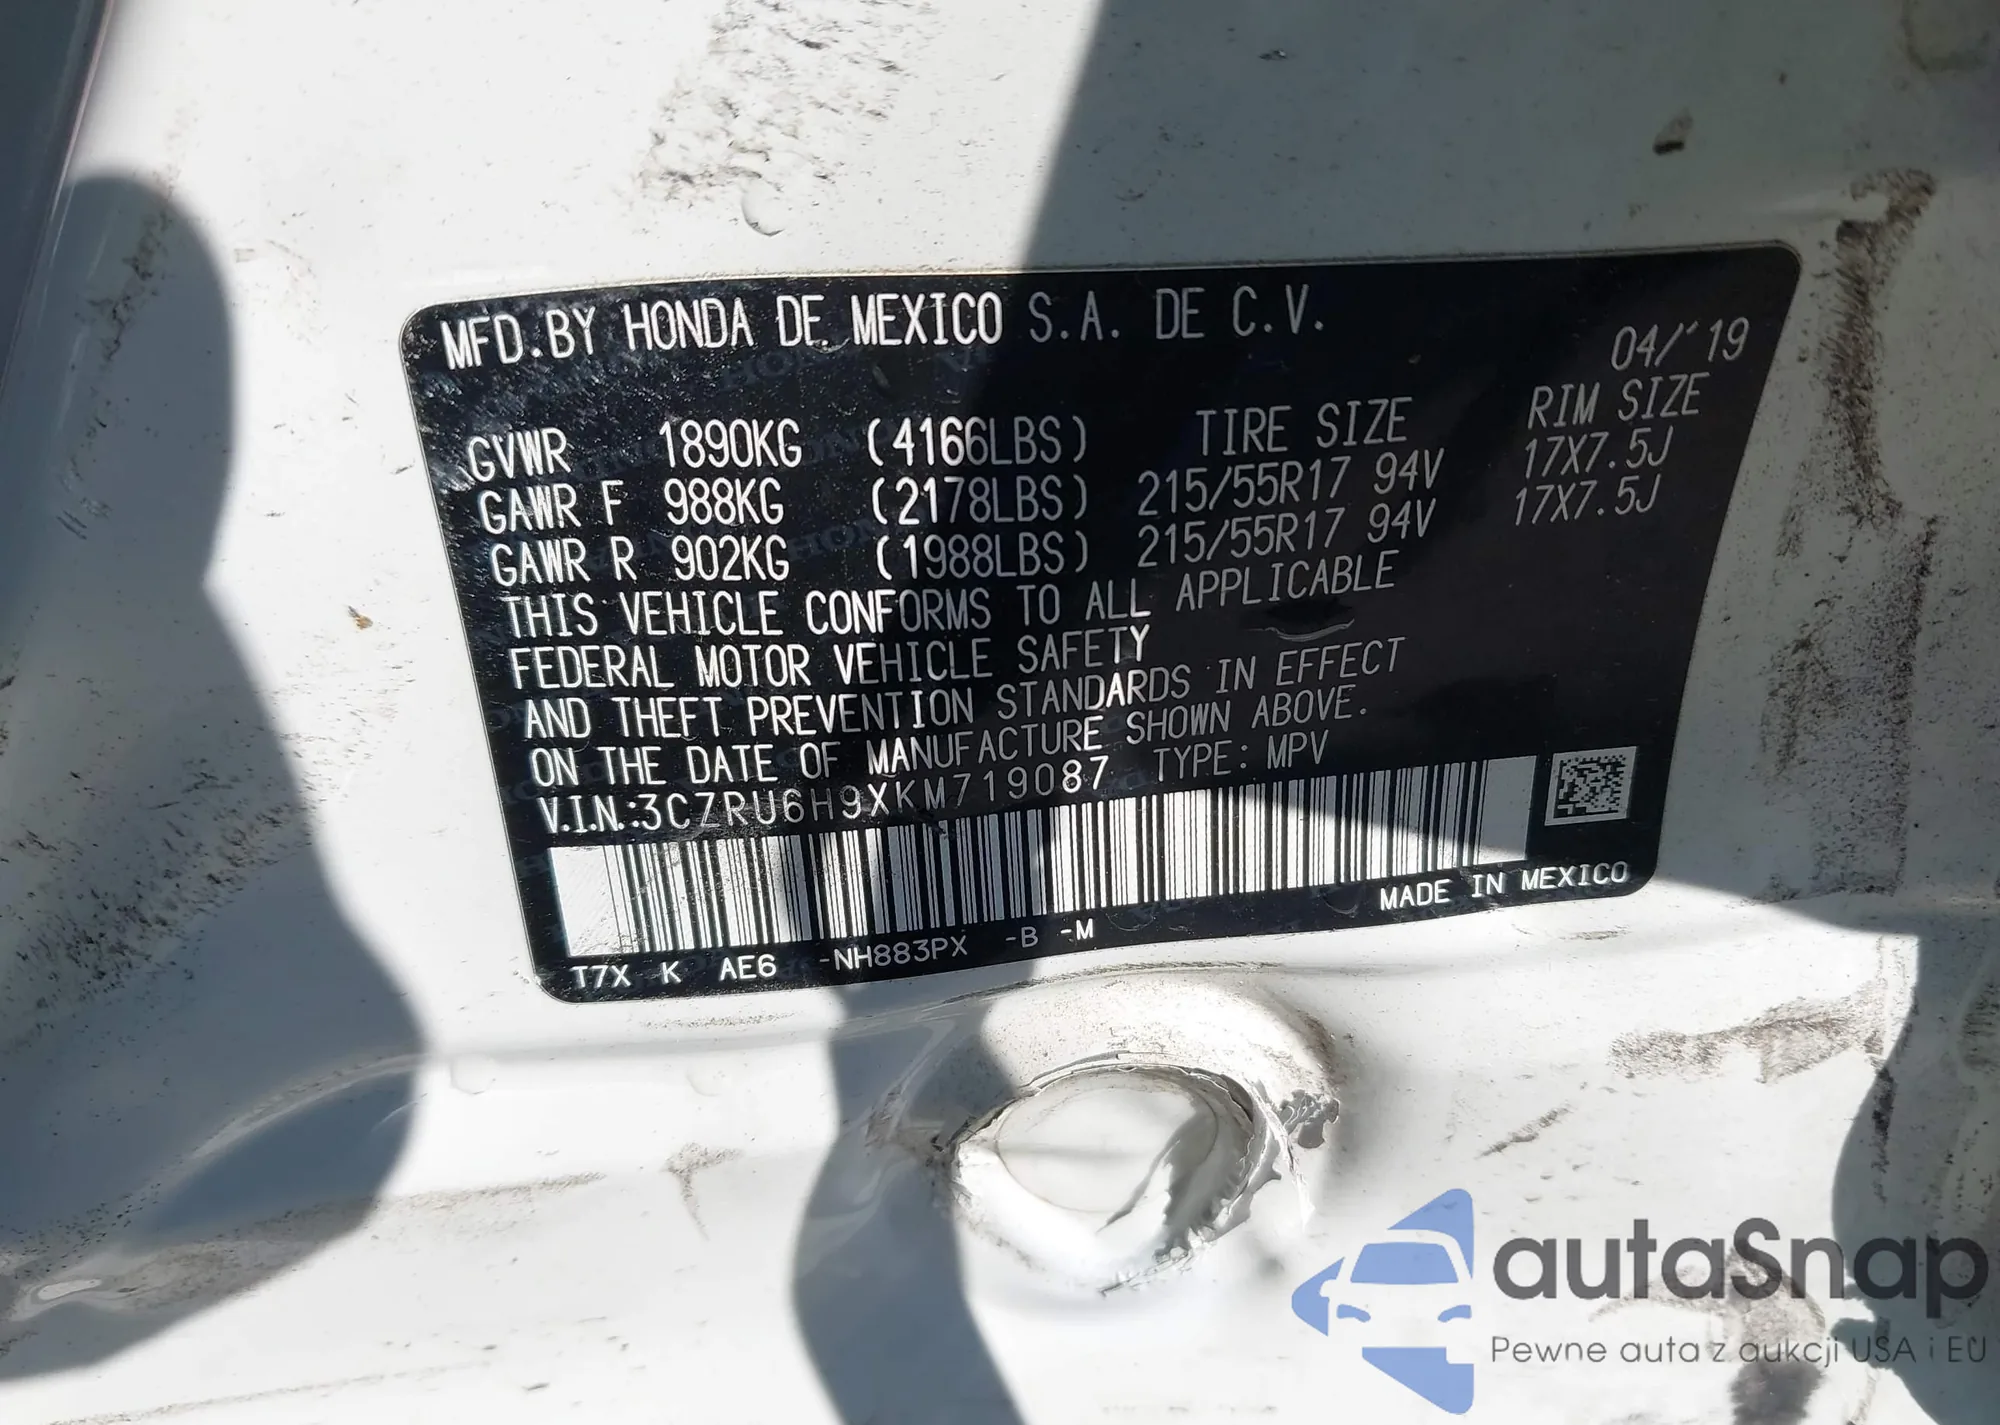 MFD.BY HONDA DE MEXICO S.A. DE C.V.
04/'19
GVWR 1890KG (4166LBS) TIRE SIZE RIM SIZE
GAWR F 988KG (2178LBS) 215/55R17 94V 17X7.5J
GAWR R 902KG (1988LBS) 215/55R17 94V 17X7.5J
THIS VEHICLE CONFORMS TO ALL APPLICABLE
FEDERAL MOTOR VEHICLE SAFETY
AND THEFT PREVENTION STANDARDS IN EFFECT
ON THE DATE OF MANUFACTURE SHOWN ABOVE.
V.I.N.:3CZRU6H9XKM719087 TYPE: MPV
MADE IN MEXICO
T7X K AE6 -NH883PX -B -M
autaSnap
Pewne auta z aukcji USA i EU